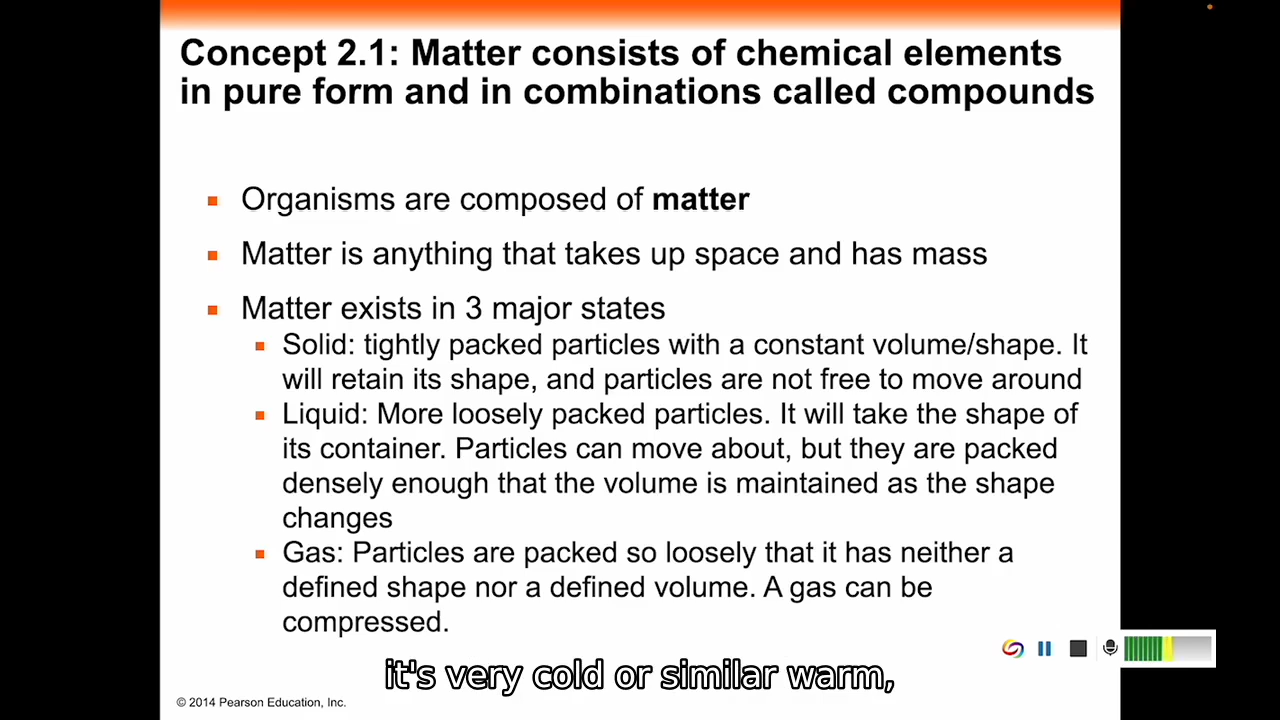 Concept 2.1: Matter consists of chemical elements
in pure form and in combinations called compounds
Organisms are composed of matter
Matter is anything that takes up space and has mass
Matter exists in 3 major states
Solid: tightly packed particles with a constant volume/shape. It
will retain its shape, and particles are not free to move around
Liquid: More loosely packed particles. It will take the shape of
its container. Particles can move about, but they are packed
densely enough that the volume is maintained as the shape
changes
Gas: Particles are packed so loosely that it has neither a
defined shape nor a defined volume. A gas can be
compressed.
it's very cold or similar warm,
© 2014 Pearson Education, Inc.